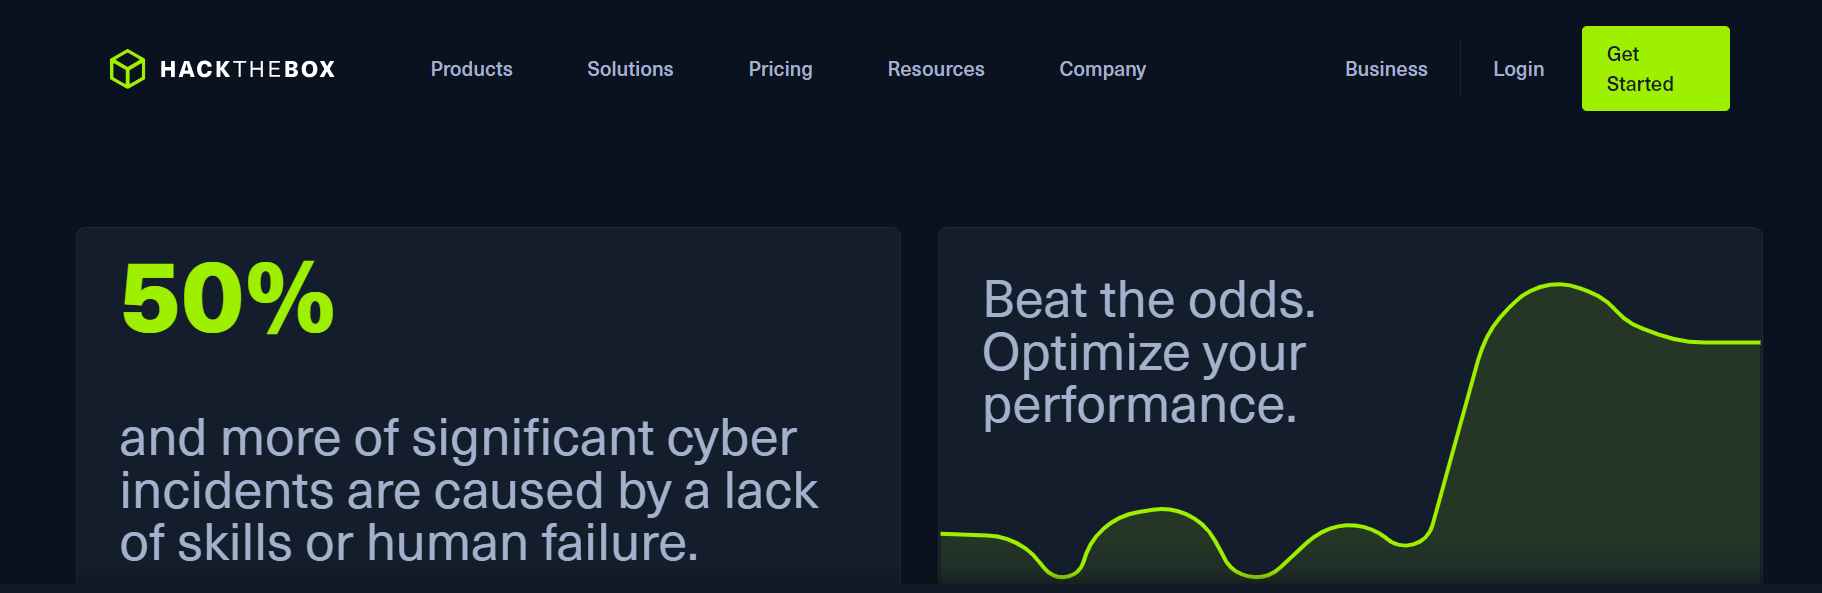 HACKTHEBOX
Products
Solutions
Pricing
Resources
Company
Business
Login
Get
Started
50%
and more of significant cyber
incidents are caused by a lack
of skills or human failure.
Beat the odds.
Optimize your
performance.